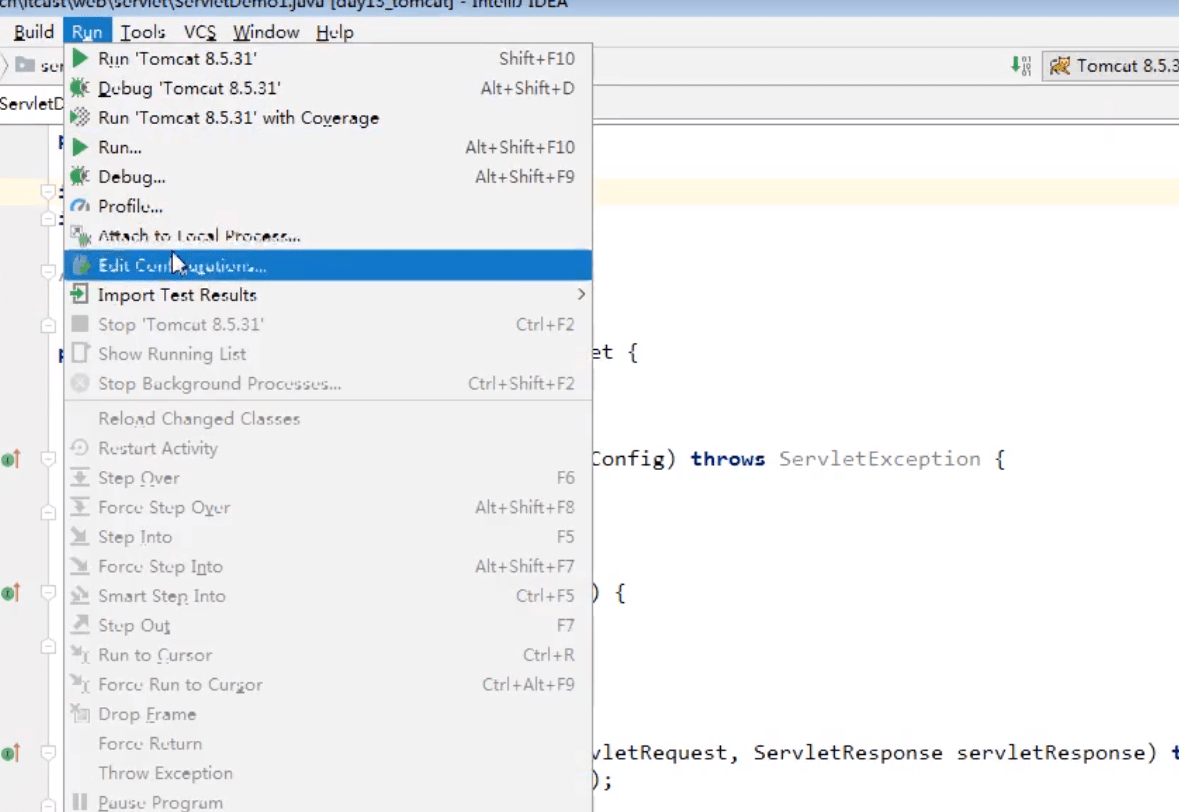 ch\itcast\web\servlet\ServletDemo1.java [day13_tomcat] - IntelliJ IDEA
Build Run Tools VCS Window Help
Run 'Tomcat 8.5.31' Shift+F10
Tomcat 8.5.3
Debug 'Tomcat 8.5.31' Alt+Shift+D
ServletD
Run 'Tomcat 8.5.31' with Coverage
Run... Alt+Shift+F10
Debug... Alt+Shift+F9
Profile...
Attach to Local Process...
Edit Configurations...
Import Test Results
Stop 'Tomcat 8.5.31' Ctrl+F2
Show Running List
et {
Stop Background Processes... Ctrl+Shift+F2
Reload Changed Classes
Restart Activity
Config) throws ServletException {
Step Over F6
Force Step Over Alt+Shift+F8
Step Into F5
Force Step Into Alt+Shift+F7
Smart Step Into Ctrl+F5
) {
Step Out F7
Run to Cursor Ctrl+R
Force Run to Cursor Ctrl+Alt+F9
Drop Frame
Force Return
vletRequest, ServletResponse servletResponse) t
Throw Exception
);
Pause Program